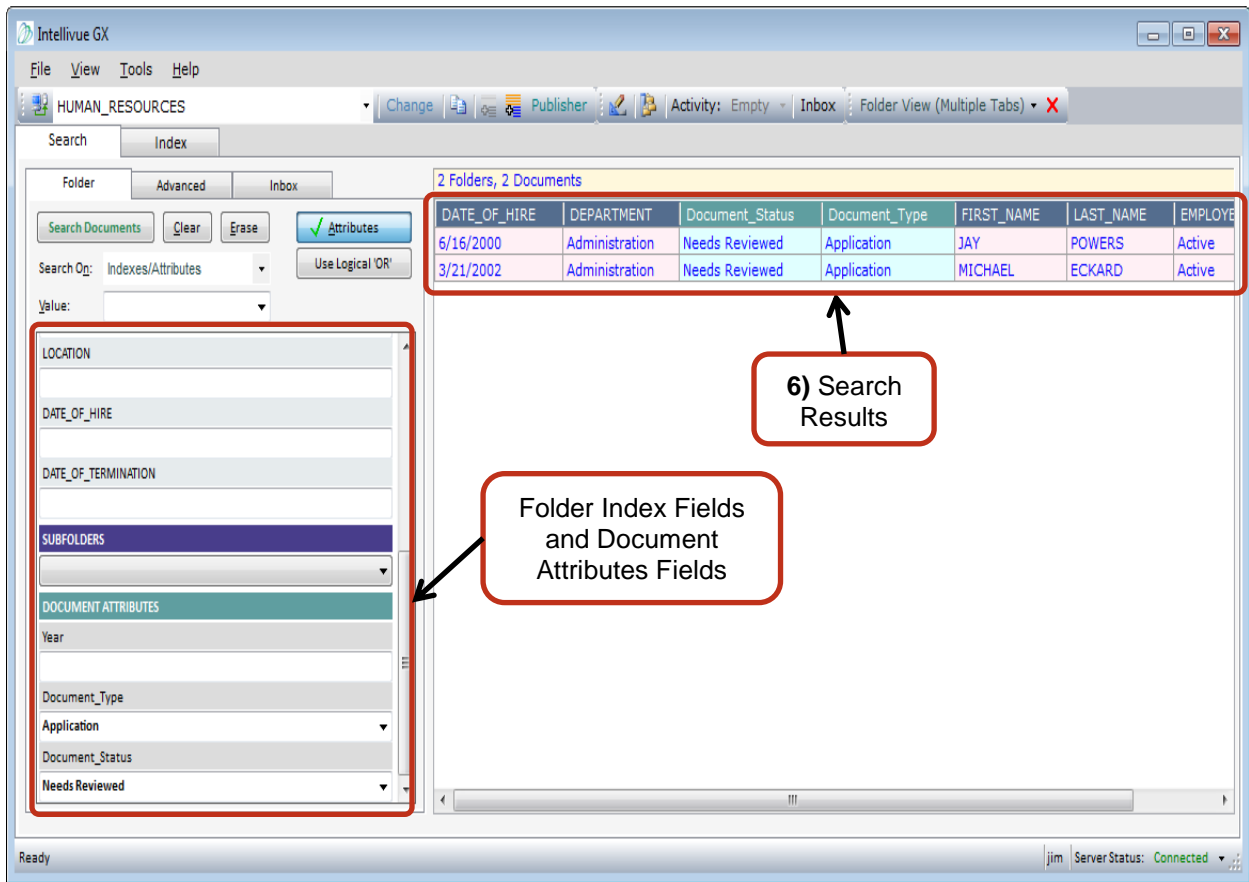 Intellivue GX
File View Tools Help
HUMAN_RESOURCES Change Publisher Activity: Empty Inbox Folder View (Multiple Tabs)
Search Index
Folder Advanced Inbox
Search Documents Clear Erase Attributes
Search On: Indexes/Attributes Use Logical 'OR'
Value:
LOCATION
DATE_OF_HIRE
DATE_OF_TERMINATION
SUBFOLDERS
DOCUMENT ATTRIBUTES
Year
Document_Type
Application
Document_Status
Needs Reviewed
2 Folders, 2 Documents
DATE_OF_HIRE DEPARTMENT Document_Status Document_Type FIRST_NAME LAST_NAME EMPLOYE
6/16/2000 Administration Needs Reviewed Application JAY POWERS Active
3/21/2002 Administration Needs Reviewed Application MICHAEL ECKARD Active
6) Search
Results
Folder Index Fields
and Document
Attributes Fields
Ready jim Server Status: Connected